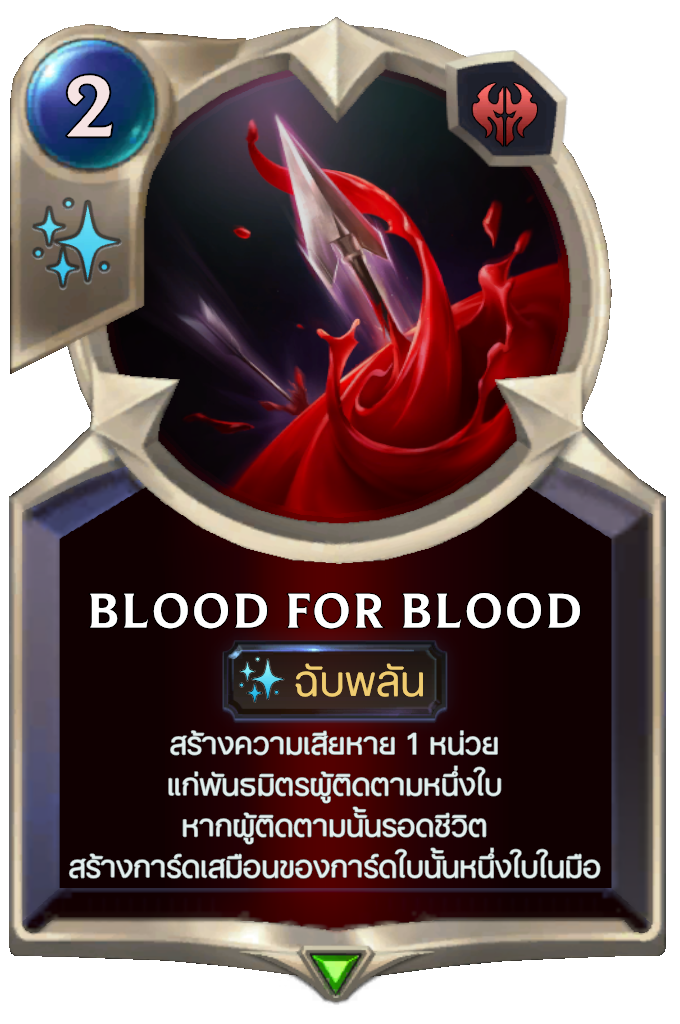 2
BLOOD FOR BLOOD
ฉับพลัน
สร้างความเสียหาย 1 หน่วย
แก่พันธมิตรผู้ติดตามหนึ่งใบ
หากผู้ติดตามนั้นรอดชีวิต
สร้างการ์ดเสมือนของการ์ดใบนั้นหนึ่งใบในมือ